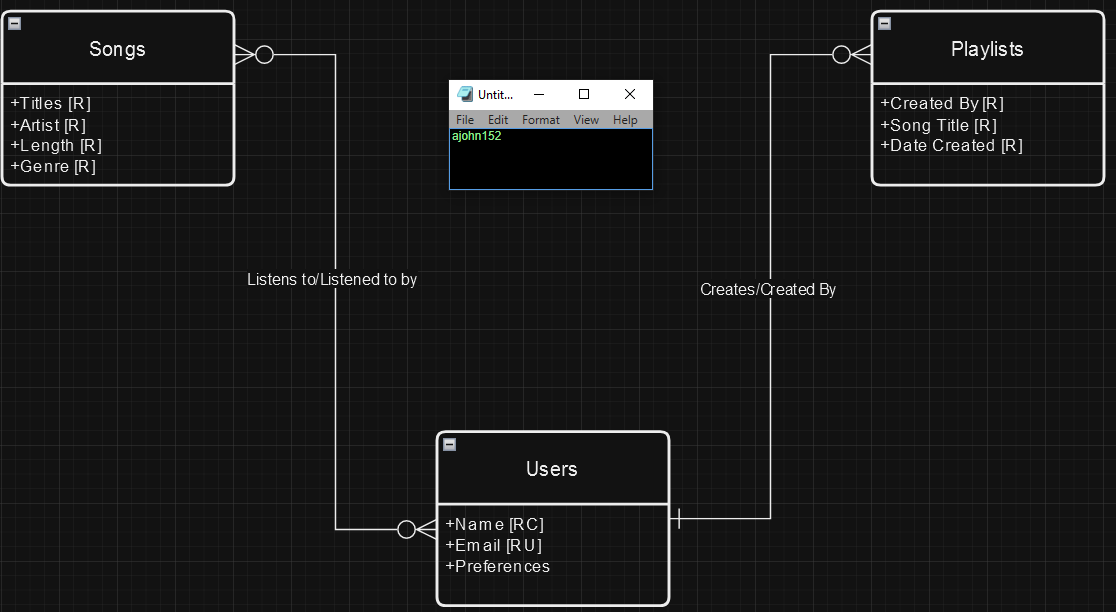 Songs
+Titles [R]
+Artist [R]
+Length [R]
+Genre [R]
Untit...
File Edit Format View Help
ajohn152
Playlists
+Created By [R]
+Song Title [R]
+Date Created [R]
Listens to/Listened to by
Creates/Created By
Users
+Name [RC]
+Email [RU]
+Preferences